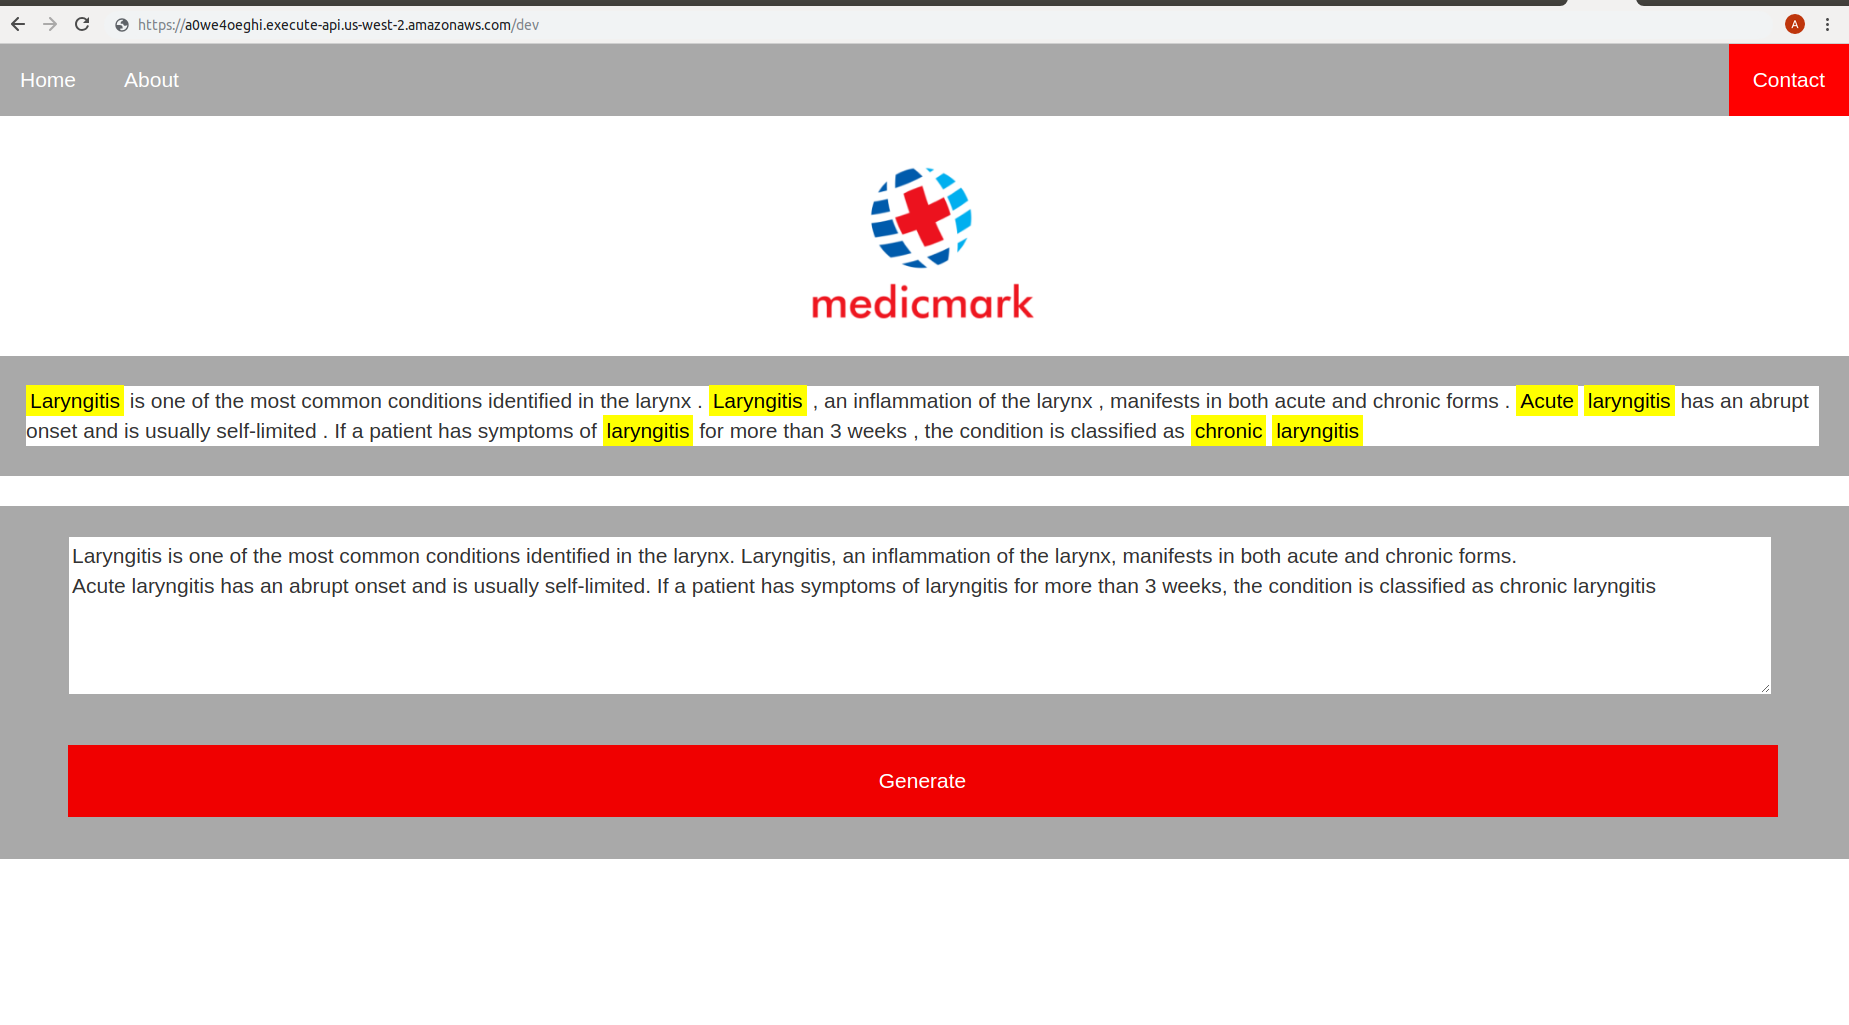 https://a0we4oeghi.execute-api.us-west-2.amazonaws.com/dev
A
Home About Contact
medicmark
Laryngitis is one of the most common conditions identified in the larynx . Laryngitis , an inflammation of the larynx , manifests in both acute and chronic forms . Acute laryngitis has an abrupt
onset and is usually self-limited . If a patient has symptoms of laryngitis for more than 3 weeks , the condition is classified as chronic laryngitis
Laryngitis is one of the most common conditions identified in the larynx. Laryngitis, an inflammation of the larynx, manifests in both acute and chronic forms.
Acute laryngitis has an abrupt onset and is usually self-limited. If a patient has symptoms of laryngitis for more than 3 weeks, the condition is classified as chronic laryngitis
Generate